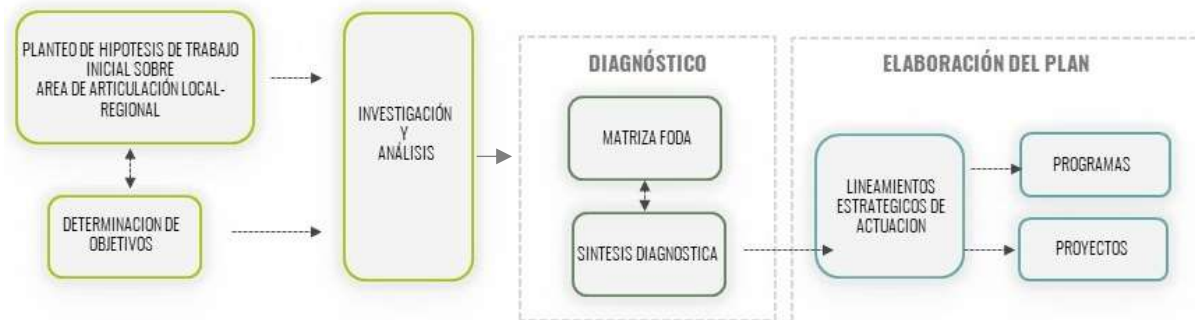 PLANTEO DE HIPOTESIS DE TRABAJO
INICIAL SOBRE
AREA DE ARTICULACIÓN LOCAL-
REGIONAL
DETERMINACION DE
OBJETIVOS
INVESTIGACIÓN
Y
ANÁLISIS
DIAGNÓSTICO
MATRIZA FODA
SINTESIS DIAGNOSTICA
ELABORACIÓN DEL PLAN
LINEAMIENTOS
ESTRATEGICOS DE
ACTUACION
PROGRAMAS
PROYECTOS